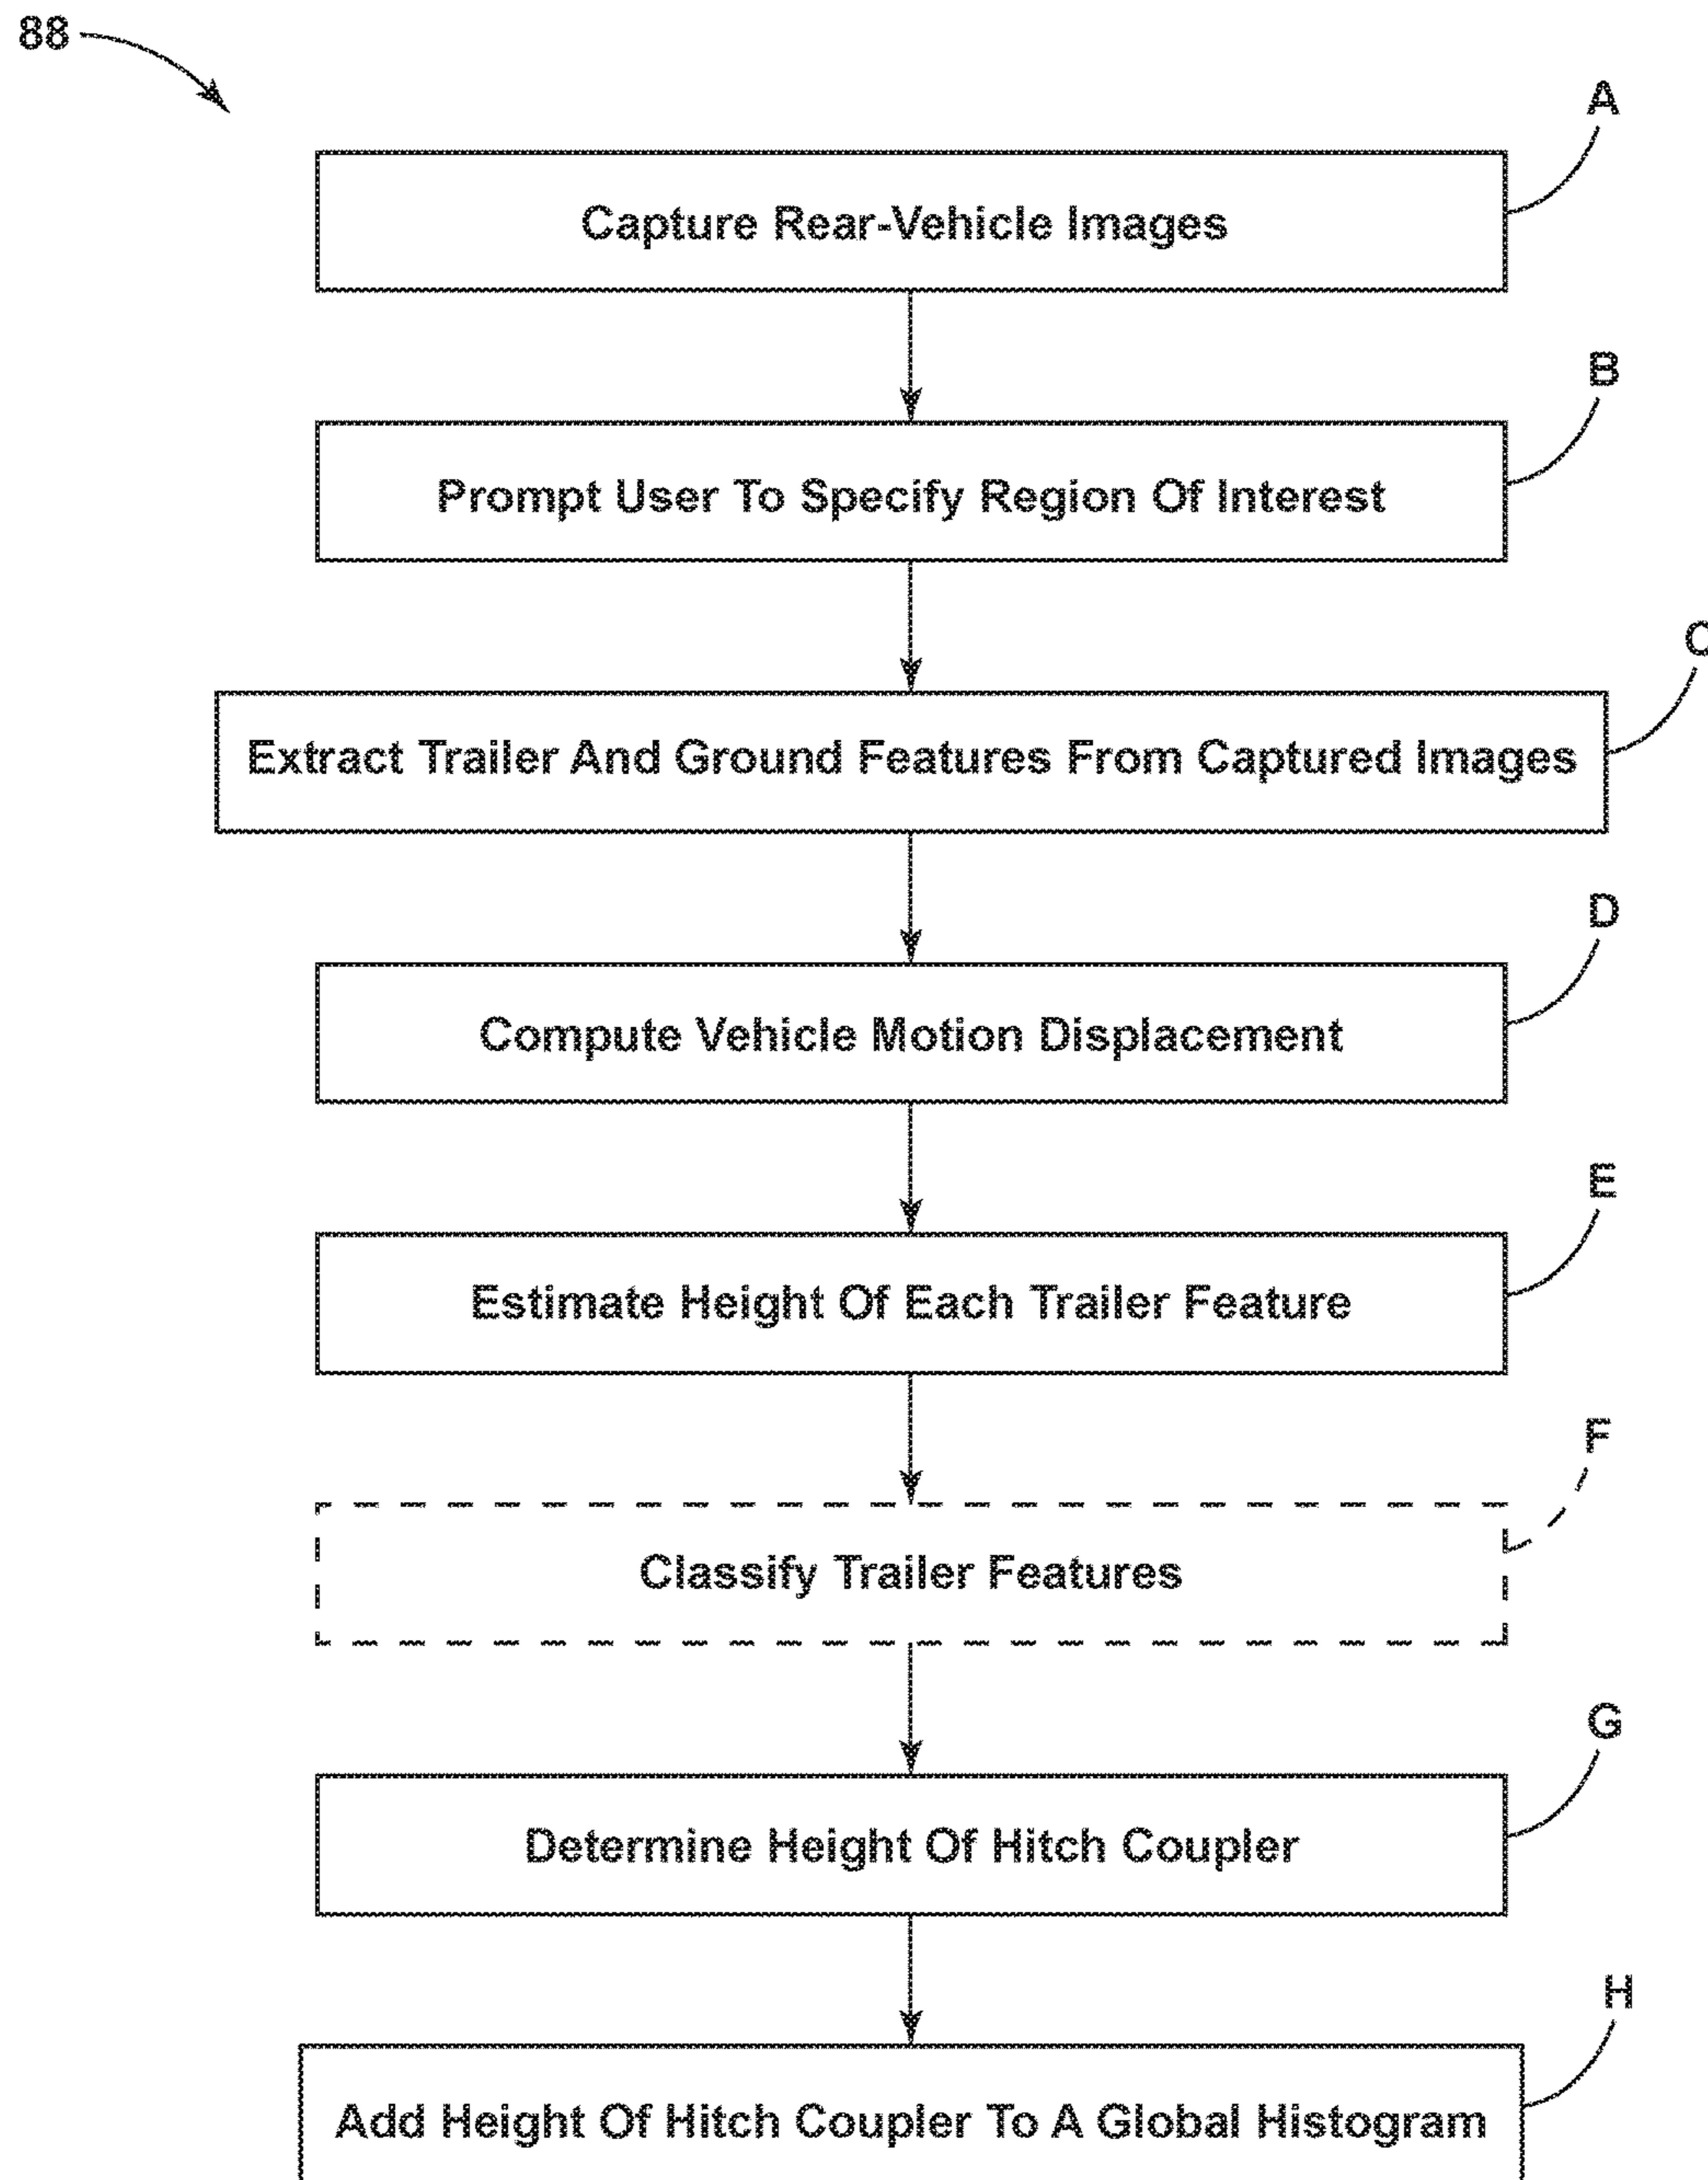 88
A
Capture Rear-Vehicle Images
B
Prompt User To Specify Region Of Interest
C
Extract Trailer And Ground Features From Captured Images
D
Compute Vehicle Motion Displacement
E
Estimate Height Of Each Trailer Feature
F
Classify Trailer Features
G
Determine Height Of Hitch Coupler
H
Add Height Of Hitch Coupler To A Global Histogram